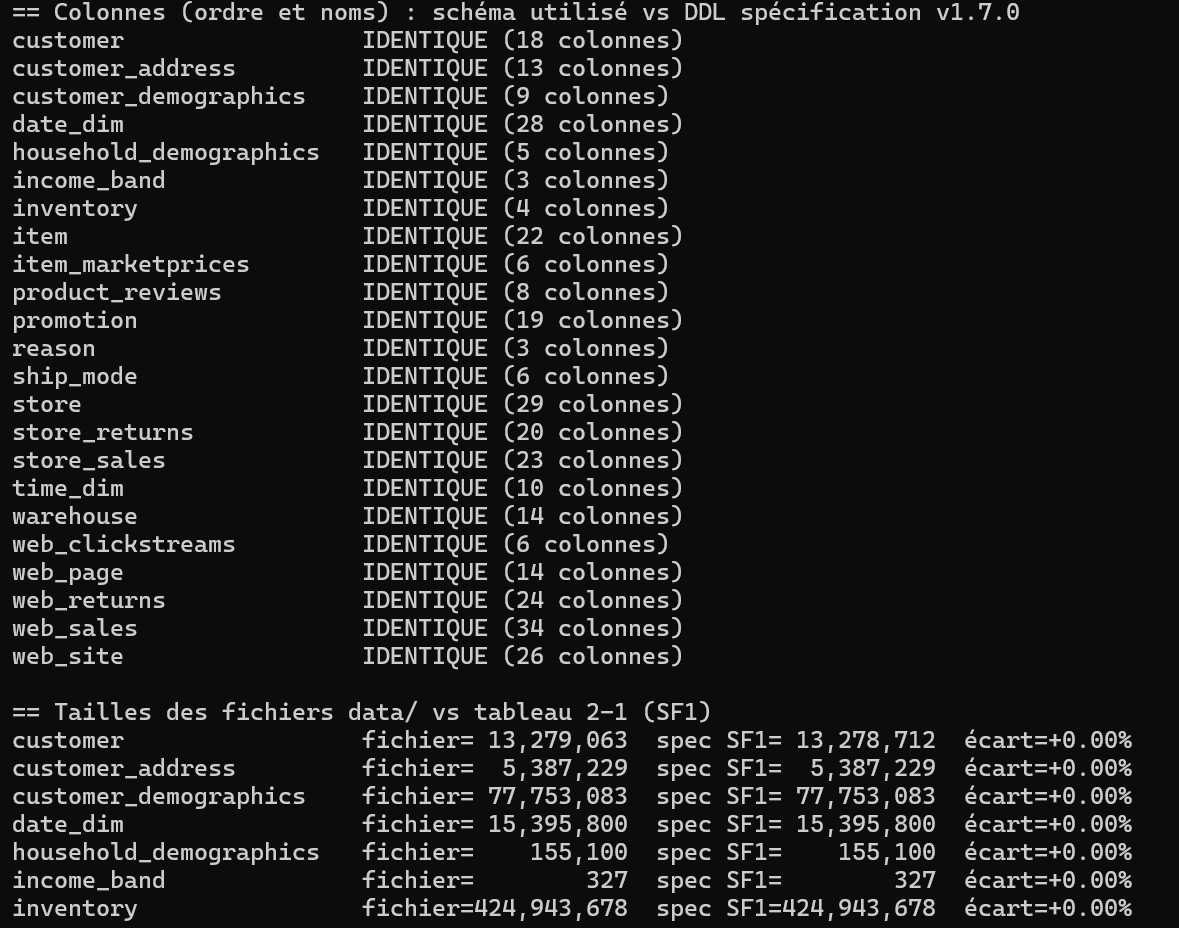 == Colonnes (ordre et noms) : schéma utilisé vs DDL spécification v1.7.0
customer                 IDENTIQUE (18 colonnes)
customer_address         IDENTIQUE (13 colonnes)
customer_demographics    IDENTIQUE (9 colonnes)
date_dim                 IDENTIQUE (28 colonnes)
household_demographics   IDENTIQUE (5 colonnes)
income_band              IDENTIQUE (3 colonnes)
inventory                IDENTIQUE (4 colonnes)
item                     IDENTIQUE (22 colonnes)
item_marketprices        IDENTIQUE (6 colonnes)
product_reviews          IDENTIQUE (8 colonnes)
promotion                IDENTIQUE (19 colonnes)
reason                   IDENTIQUE (3 colonnes)
ship_mode                IDENTIQUE (6 colonnes)
store                    IDENTIQUE (29 colonnes)
store_returns            IDENTIQUE (20 colonnes)
store_sales              IDENTIQUE (23 colonnes)
time_dim                 IDENTIQUE (10 colonnes)
warehouse                IDENTIQUE (14 colonnes)
web_clickstreams         IDENTIQUE (6 colonnes)
web_page                 IDENTIQUE (14 colonnes)
web_returns              IDENTIQUE (24 colonnes)
web_sales                IDENTIQUE (34 colonnes)
web_site                 IDENTIQUE (26 colonnes)

== Tailles des fichiers data/ vs tableau 2-1 (SF1)
customer                 fichier= 13,279,063  spec SF1= 13,278,712  écart=+0.00%
customer_address         fichier=  5,387,229  spec SF1=  5,387,229  écart=+0.00%
customer_demographics    fichier= 77,753,083  spec SF1= 77,753,083  écart=+0.00%
date_dim                 fichier= 15,395,800  spec SF1= 15,395,800  écart=+0.00%
household_demographics   fichier=    155,100  spec SF1=    155,100  écart=+0.00%
income_band              fichier=        327  spec SF1=        327  écart=+0.00%
inventory                fichier=424,943,678  spec SF1=424,943,678  écart=+0.00%